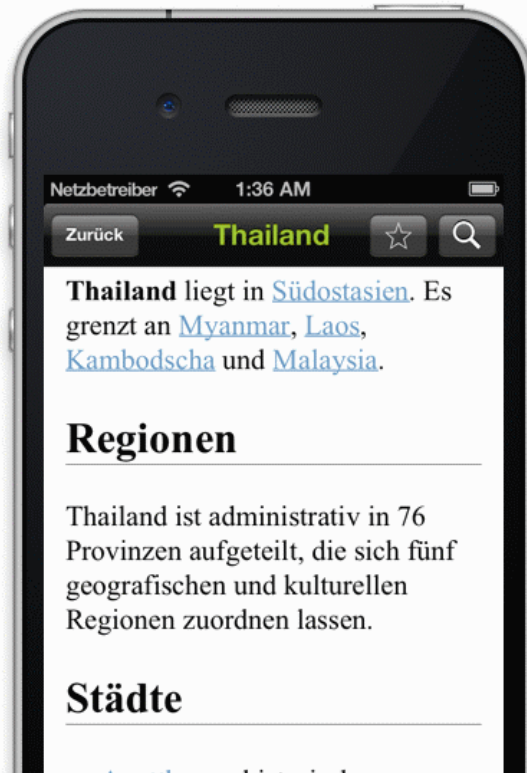 Netzbetreiber 1:36 AM
Zurück Thailand
Thailand liegt in Südostasien. Es
grenzt an Myanmar, Laos,
Kambodscha und Malaysia.
Regionen
Thailand ist administrativ in 76
Provinzen aufgeteilt, die sich fünf
geografischen und kulturellen
Regionen zuordnen lassen.
Städte